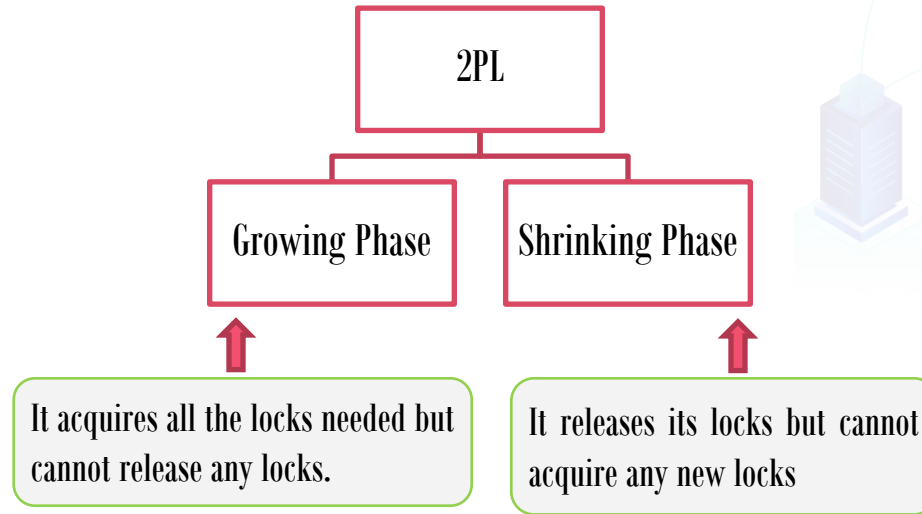 2PL
Growing Phase
Shrinking Phase
It acquires all the locks needed but
cannot release any locks.
It releases its locks but cannot
acquire any new locks